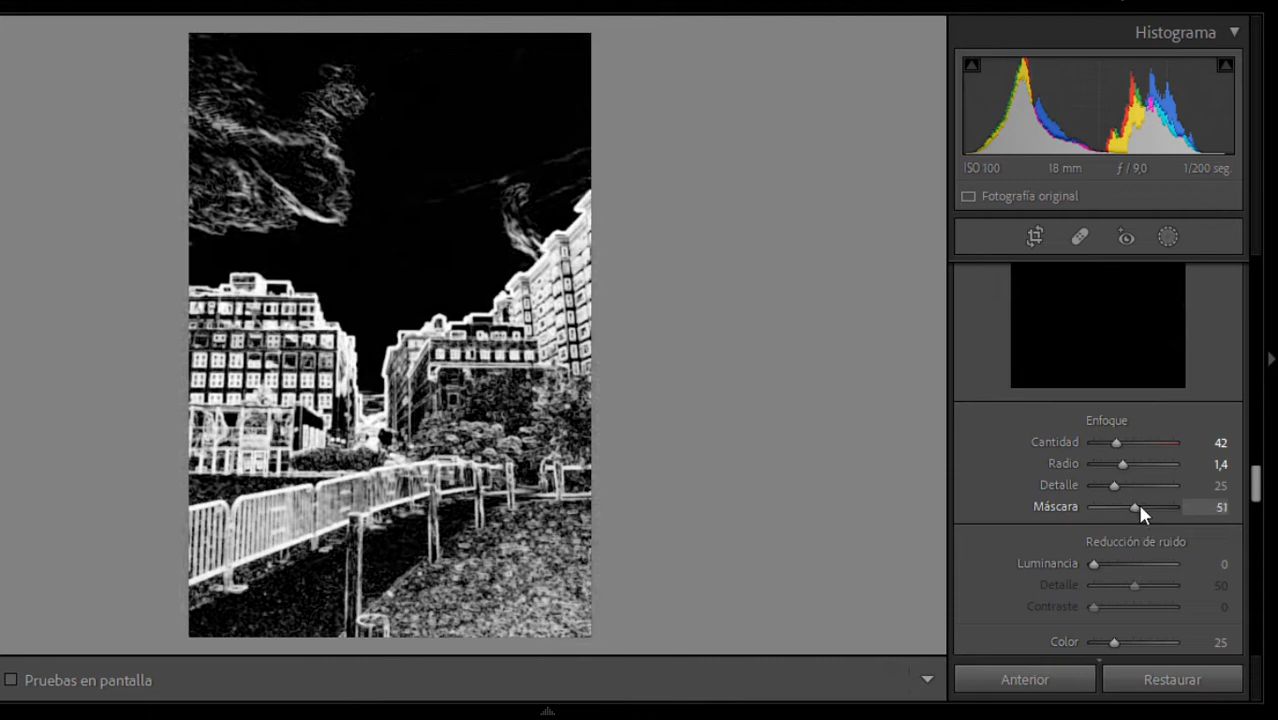 Histograma
ISO 100 18 mm ƒ / 9,0 1/200 seg.
Fotografía original
Enfoque
Cantidad 42
Radio 1,4
Detalle 25
Máscara 51
Reducción de ruido
Luminancia 0
Detalle 50
Contraste 0
Color 25
Pruebas en pantalla
Anterior Restaurar